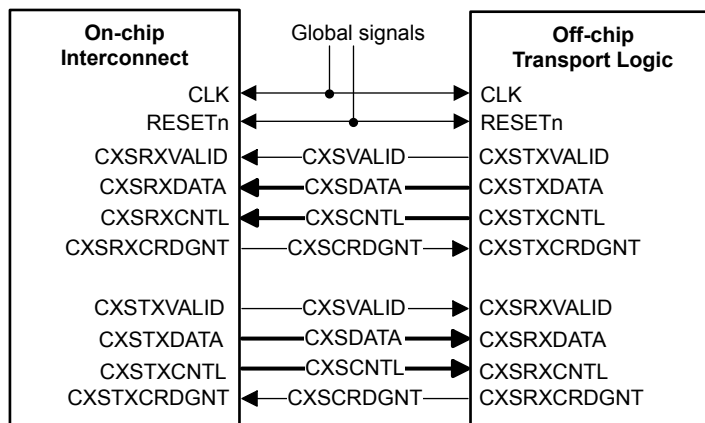 On-chip
Interconnect
Global signals
Off-chip
Transport Logic
CLK CLK
RESETn RESETn
CXSRXVALID CXSVALID CXSTXVALID
CXSRXDATA CXSDATA CXSTXDATA
CXSRXCNTL CXSCNTL CXSTXCNTL
CXSRXCRDGNT CXSCRDGNT CXSTXCRDGNT
CXSTXVALID CXSVALID CXSRXVALID
CXSTXDATA CXSDATA CXSRXDATA
CXSTXCNTL CXSCNTL CXSRXCNTL
CXSTXCRDGNT CXSCRDGNT CXSRXCRDGNT